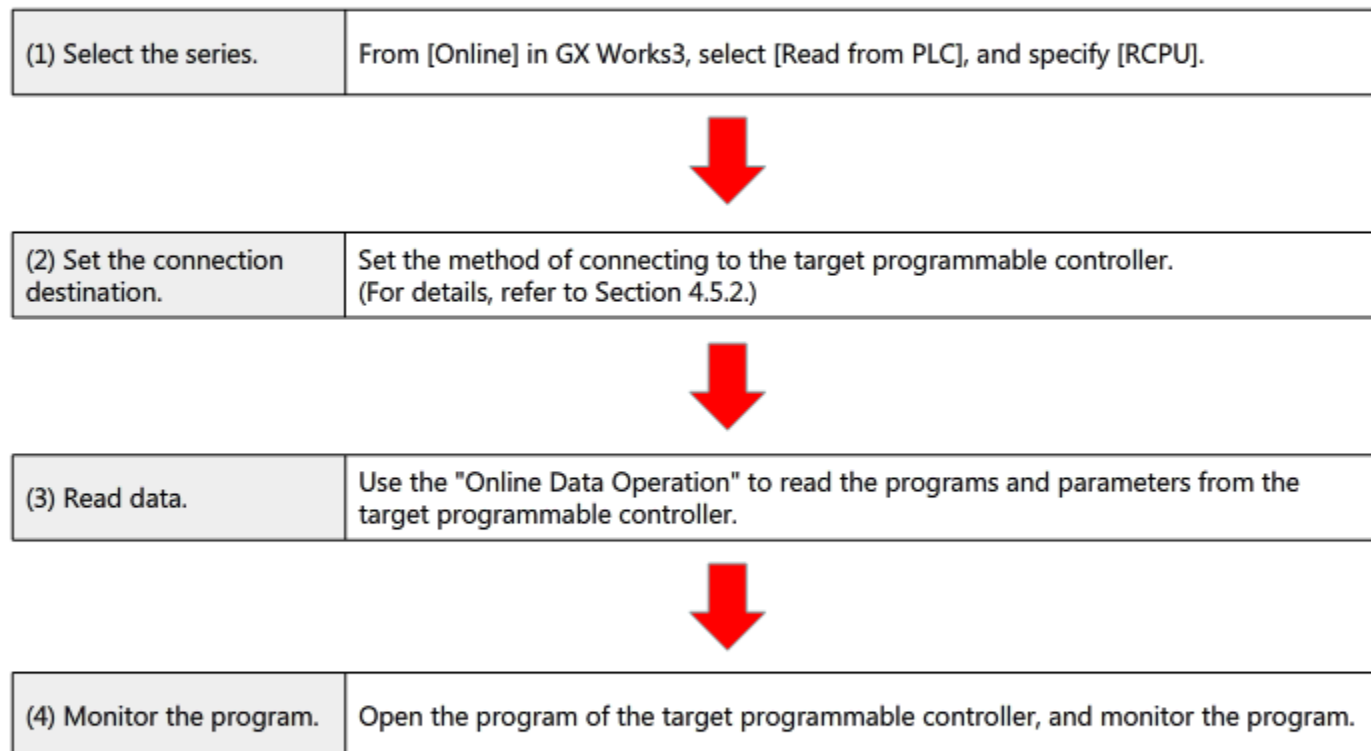 (1) Select the series.
From [Online] in GX Works3, select [Read from PLC], and specify [RCPU].
(2) Set the connection
destination.
Set the method of connecting to the target programmable controller.
(For details, refer to Section 4.5.2.)
(3) Read data.
Use the "Online Data Operation" to read the programs and parameters from the
target programmable controller.
(4) Monitor the program.
Open the program of the target programmable controller, and monitor the program.